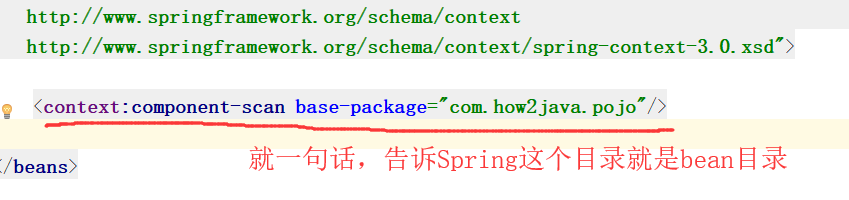 http://www.springframework.org/schema/context
http://www.springframework.org/schema/context/spring-context-3.0.xsd">
<context:component-scan base-package="com.how2java.pojo"/>
就一句话，告诉Spring这个目录就是bean目录
</beans>